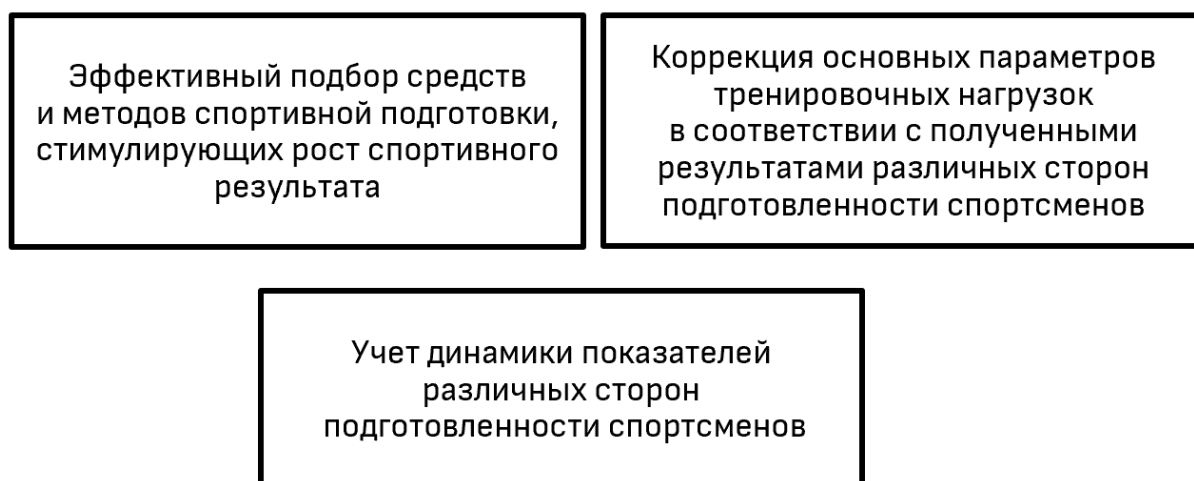 Эффективный подбор средств
и методов спортивной подготовки,
стимулирующих рост спортивного
результата
Коррекция основных параметров
тренировочных нагрузок
в соответствии с полученными
результатами различных сторон
подготовленности спортсменов
Учет динамики показателей
различных сторон
подготовленности спортсменов